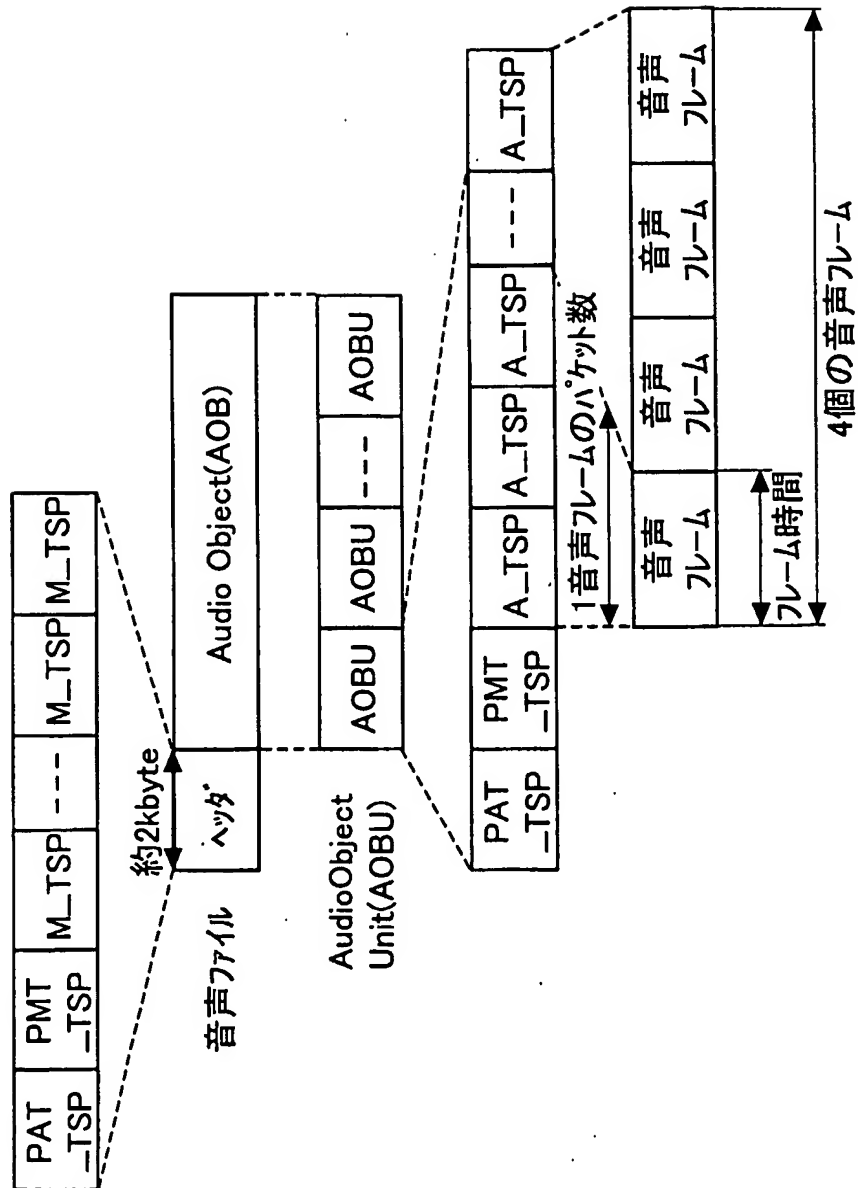 PAT
_TSP
PMT
_TSP
M_TSP
---
M_TSP
M_TSP
約2kbyte
音声ファイル
ヘッダ
Audio Object(AOB)
AudioObject
Unit(AOBU)
AOBU
AOBU
---
AOBU
PAT
_TSP
PMT
_TSP
A_TSP
A_TSP
A_TSP
---
A_TSP
1音声フレームのパケット数
音声
フレーム
音声
フレーム
音声
フレーム
音声
フレーム
フレーム時間
4個の音声フレーム